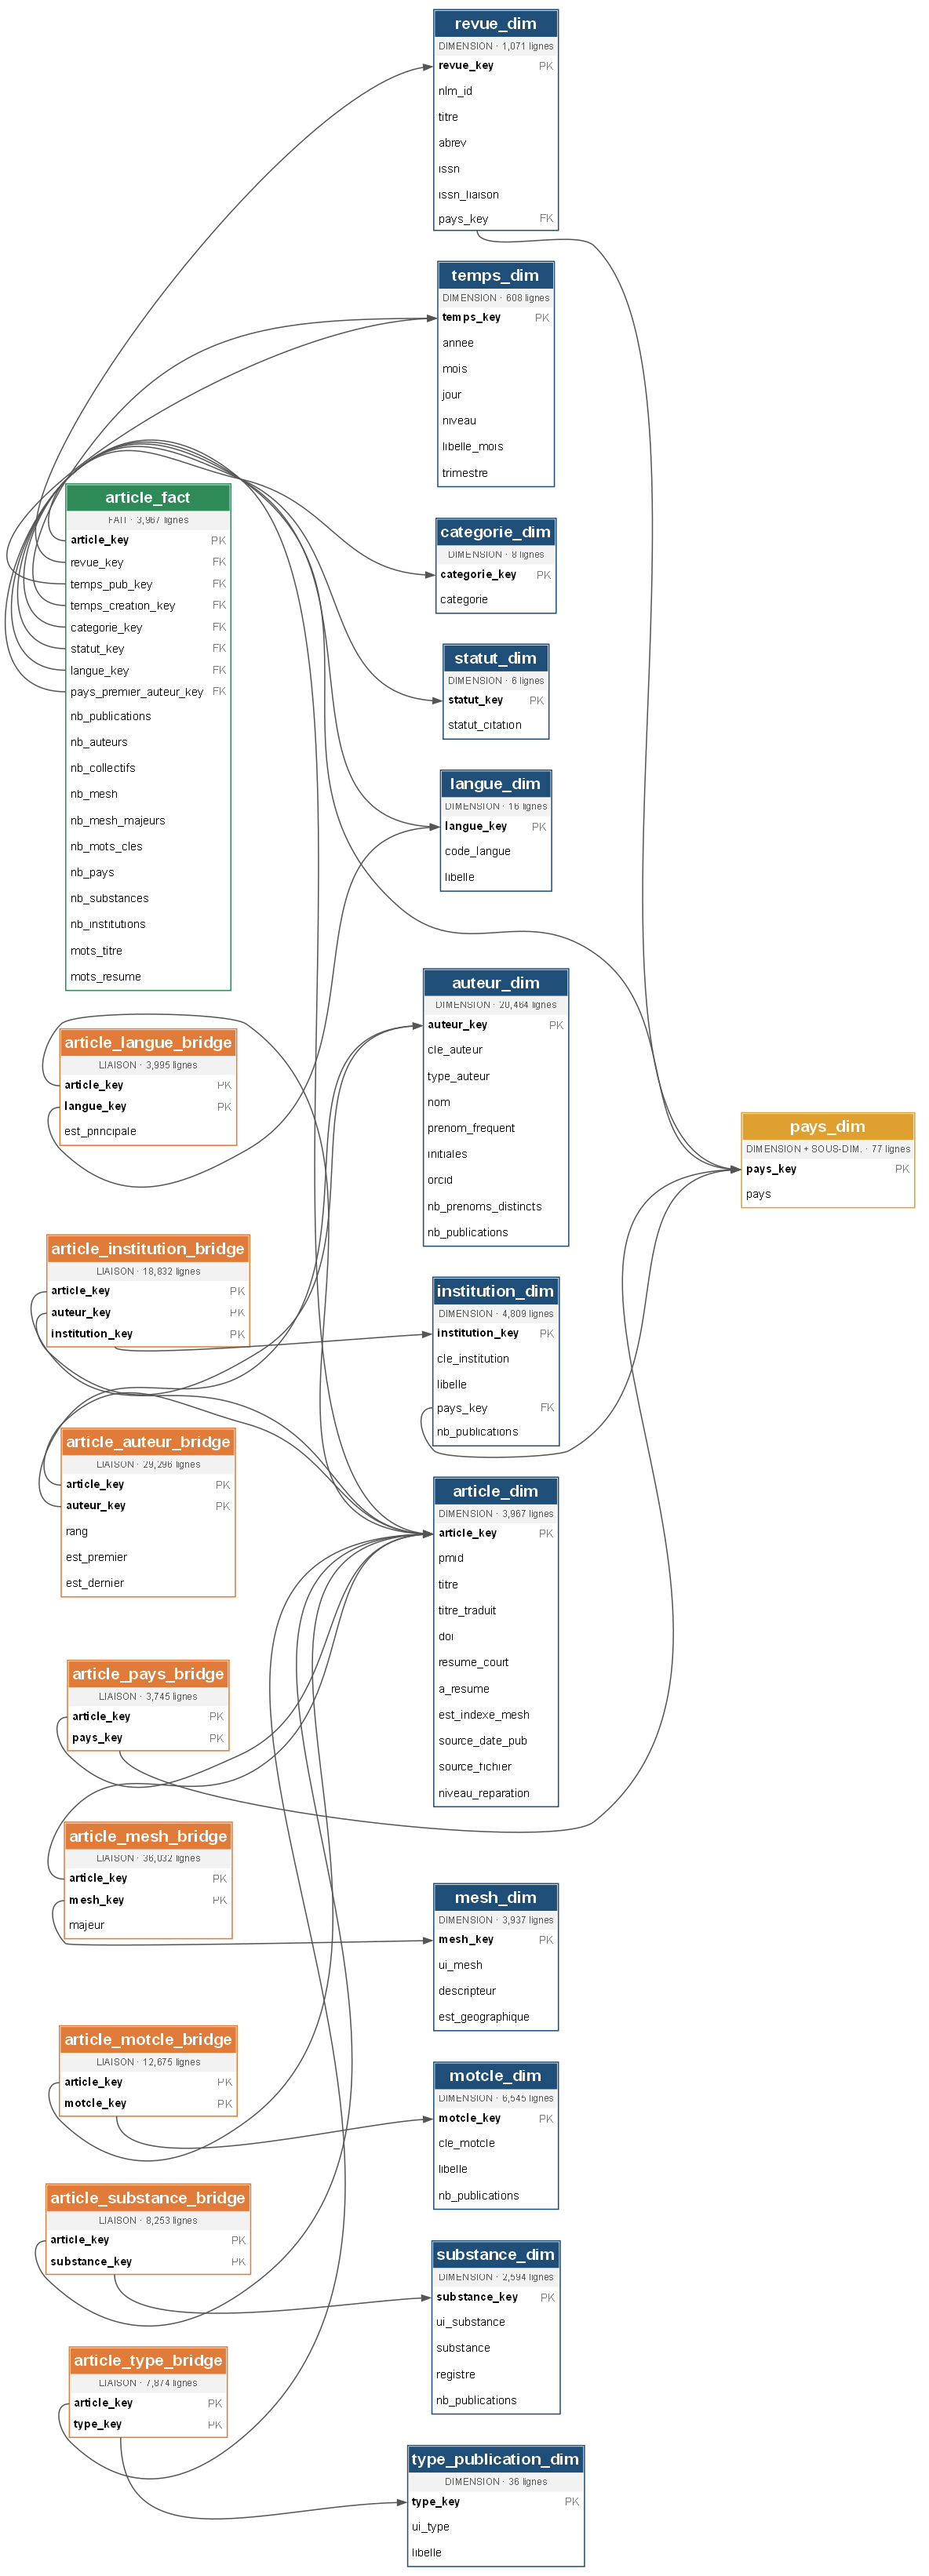 revue_dim
DIMENSION · 1,071 lignes
revue_key PK
nlm_id
titre
abrev
issn
issn_liaison
pays_key FK
temps_dim
DIMENSION · 608 lignes
temps_key PK
annee
mois
jour
niveau
libelle_mois
trimestre
article_fact
FAIT · 3,967 lignes
article_key PK
revue_key FK
temps_pub_key FK
temps_creation_key FK
categorie_key FK
statut_key FK
langue_key FK
pays_premier_auteur_key FK
nb_publications
nb_auteurs
nb_collectifs
nb_mesh
nb_mesh_majeurs
nb_mots_cles
nb_pays
nb_substances
nb_institutions
mots_titre
mots_resume
categorie_dim
DIMENSION · 8 lignes
categorie_key PK
categorie
statut_dim
DIMENSION · 6 lignes
statut_key PK
statut_citation
langue_dim
DIMENSION · 16 lignes
langue_key PK
code_langue
libelle
auteur_dim
DIMENSION · 20,464 lignes
auteur_key PK
cle_auteur
type_auteur
nom
prenom_frequent
initiales
orcid
nb_prenoms_distincts
nb_publications
article_langue_bridge
LIAISON · 3,995 lignes
article_key PK
langue_key PK
est_principale
pays_dim
DIMENSION + SOUS-DIM. · 77 lignes
pays_key PK
pays
article_institution_bridge
LIAISON · 18,832 lignes
article_key PK
auteur_key PK
institution_key PK
institution_dim
DIMENSION · 4,809 lignes
institution_key PK
cle_institution
libelle
pays_key FK
nb_publications
article_auteur_bridge
LIAISON · 29,296 lignes
article_key PK
auteur_key PK
rang
est_premier
est_dernier
article_dim
DIMENSION · 3,967 lignes
article_key PK
pmid
titre
titre_traduit
doi
resume_court
a_resume
est_indexe_mesh
source_date_pub
source_fichier
niveau_reparation
article_pays_bridge
LIAISON · 3,745 lignes
article_key PK
pays_key PK
article_mesh_bridge
LIAISON · 36,032 lignes
article_key PK
mesh_key PK
majeur
mesh_dim
DIMENSION · 3,937 lignes
mesh_key PK
ui_mesh
descripteur
est_geographique
article_motcle_bridge
LIAISON · 12,675 lignes
article_key PK
motcle_key PK
motcle_dim
DIMENSION · 6,545 lignes
motcle_key PK
cle_motcle
libelle
nb_publications
article_substance_bridge
LIAISON · 8,253 lignes
article_key PK
substance_key PK
substance_dim
DIMENSION · 2,594 lignes
substance_key PK
ui_substance
substance
registre
nb_publications
article_type_bridge
LIAISON · 7,874 lignes
article_key PK
type_key PK
type_publication_dim
DIMENSION · 36 lignes
type_key PK
ui_type
libelle